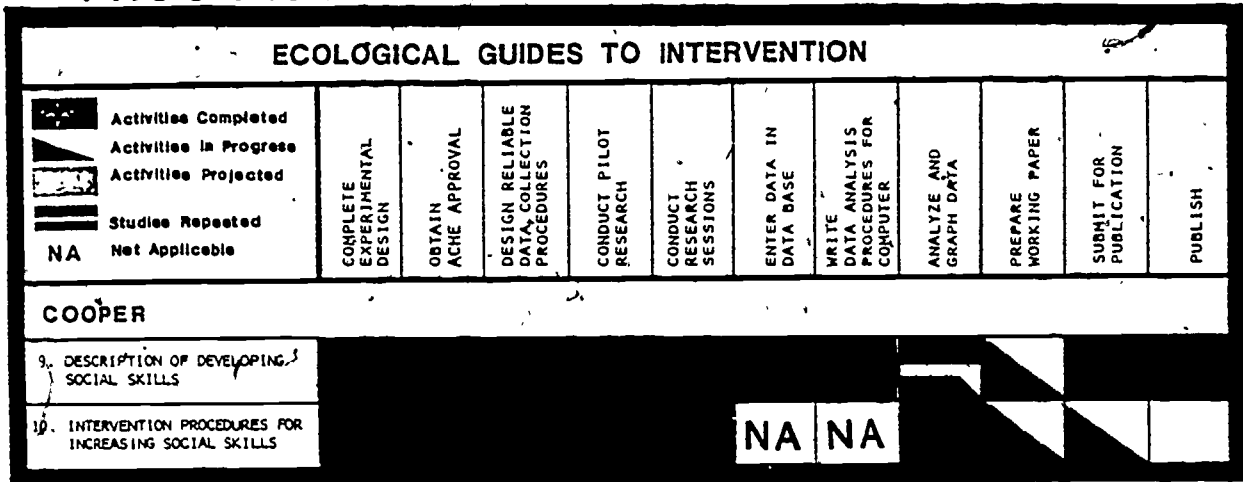 ECOLOGICAL GUIDES TO INTERVENTION
Activities Completed
Activities In Progress
Activities Projected
Studies Repeated
NA Not Applicable
COMPLETE
EXPERIMENTAL
DESIGN
OBTAIN
ACHE APPROVAL
DESIGN RELIABLE
DATA COLLECTION
PROCEDURES
CONDUCT PILOT
RESEARCH
CONDUCT
RESEARCH
SESSIONS
ENTER DATA IN
DATA BASE
WRITE
DATA ANALYSIS
PROCEDURES FOR
COMPUTER
ANALYZE AND
GRAPH DATA
PREPARE
WORKING PAPER
SUBMIT FOR
PUBLICATION
PUBLISH
COOPER
9. DESCRIPTION OF DEVELOPING
SOCIAL SKILLS
10. INTERVENTION PROCEDURES FOR
INCREASING SOCIAL SKILLS
NA NA